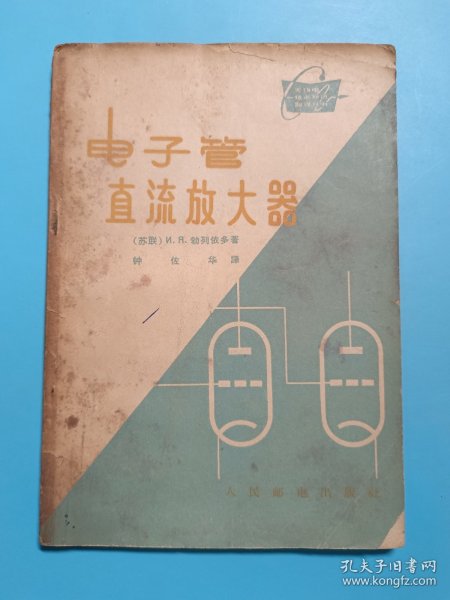 电子管
直流放大器
(苏联) И. Я. 勃列依多著
钟佐华譯
人民邮电出版社
孔夫子旧书网
www.kongfz.com